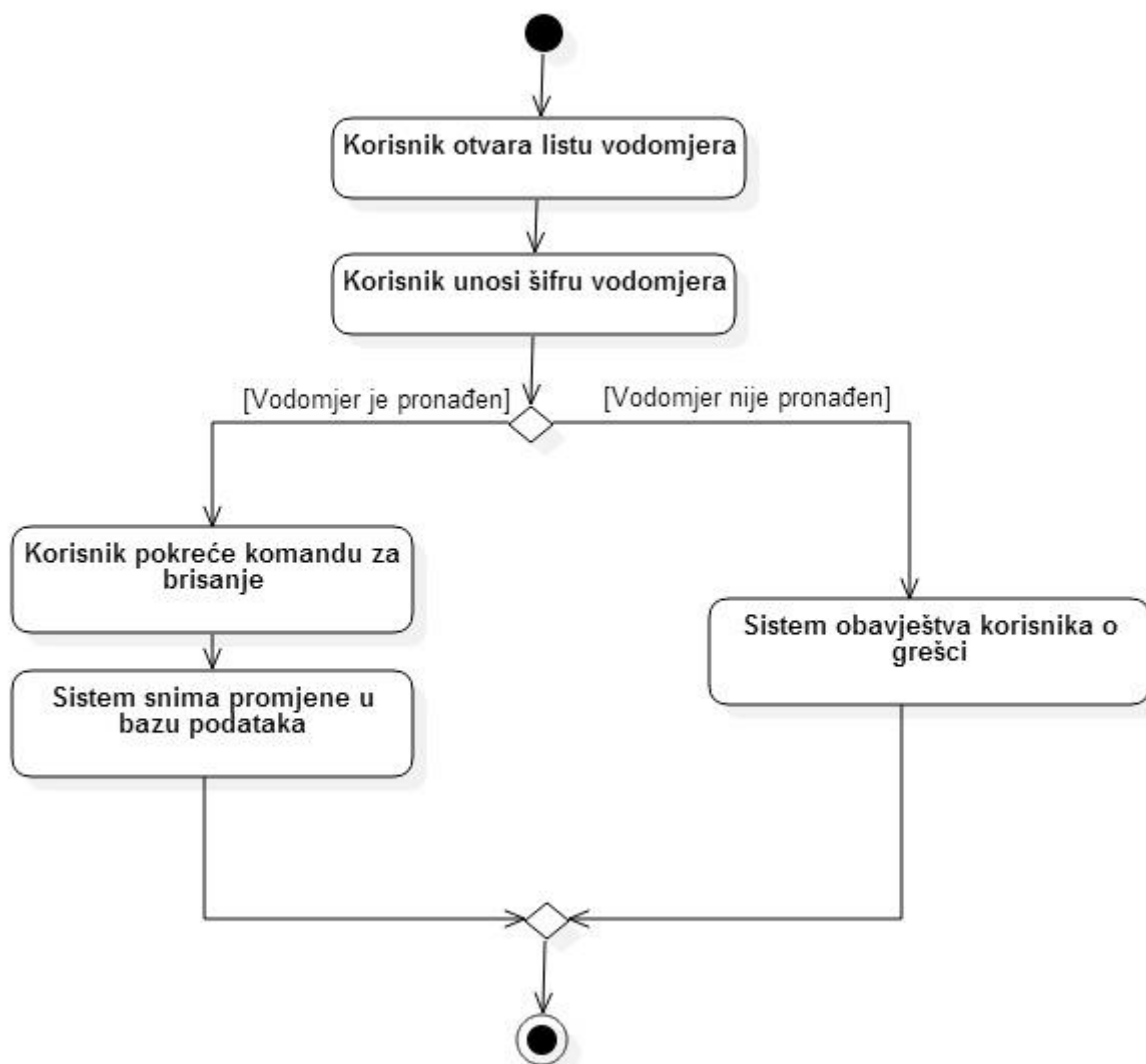 Korisnik otvara listu vodomjera
Korisnik unosi šifru vodomjera
[Vodomjer je pronađen]
[Vodomjer nije pronađen]
Korisnik pokreće komandu za
brisanje
Sistem snima promjene u
bazu podataka
Sistem obavještva korisnika o
grešci